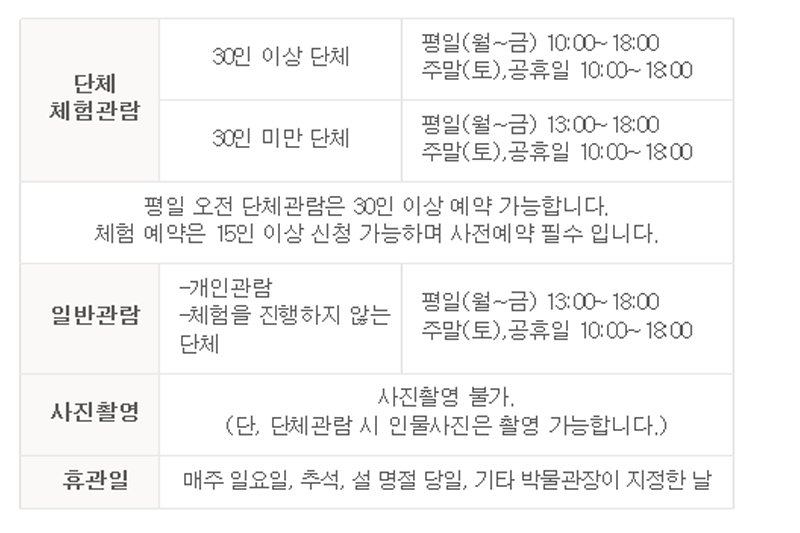 단체
체험관람
30인 이상 단체
평일(월~금) 10:00~18:00
주말(토),공휴일 10:00~18:00
30인 미만 단체
평일(월~금) 13:00~18:00
주말(토),공휴일 10:00~18:00
평일 오전 단체관람은 30인 이상 예약 가능합니다.
체험 예약은 15인 이상 신청 가능하며 사전예약 필수 입니다.
일반관람
-개인관람
-체험을 진행하지 않는
단체
평일(월~금) 13:00~18:00
주말(토),공휴일 10:00~18:00
사진촬영
사진촬영 불가.
(단, 단체관람 시 인물사진은 촬영 가능합니다.)
휴관일
매주 일요일, 추석, 설 명절 당일, 기타 박물관장이 지정한 날